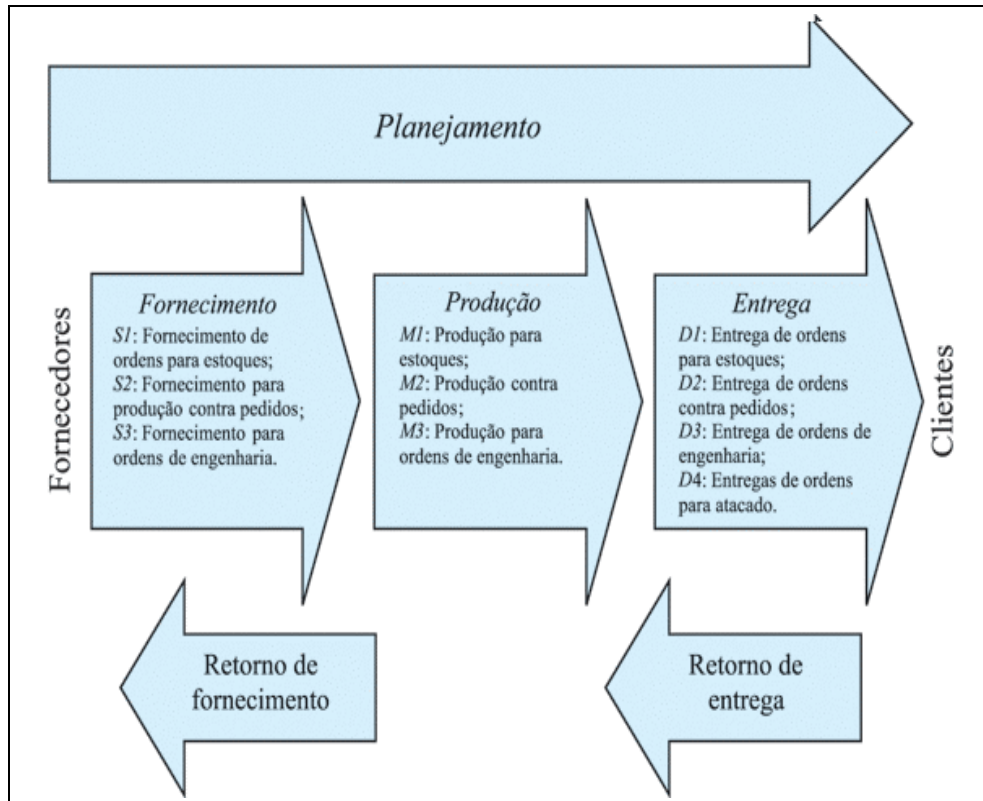 Planejamento
Fornecedores
Fornecimento
S1: Fornecimento de
ordens para estoques;
S2: Fornecimento para
produção contra pedidos;
S3: Fornecimento para
ordens de engenharia.
Produção
M1: Produção para
estoques;
M2: Produção contra
pedidos;
M3: Produção para
ordens de engenharia.
Entrega
D1: Entrega de ordens
para estoques;
D2: Entrega de ordens
contra pedidos;
D3: Entrega de ordens de
engenharia;
D4: Entregas de ordens
para atacado.
Clientes
Retorno de
fornecimento
Retorno de
entrega